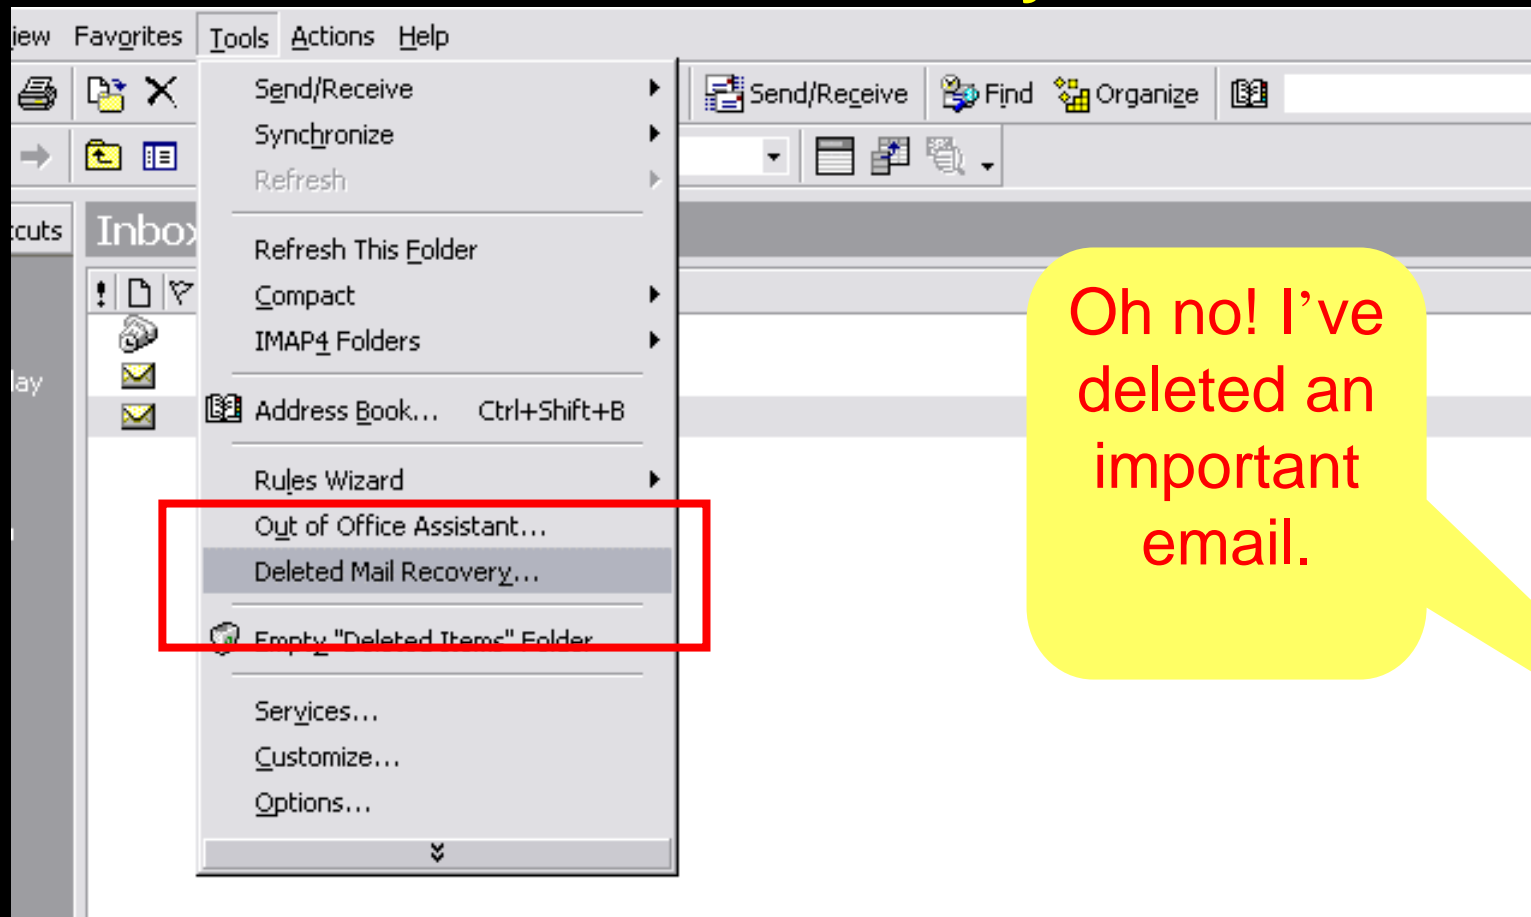 iew Favorites Tools Actions Help
Send/Receive Find Organize
Send/Receive
Synchronize
Refresh
cuts Inbox
Refresh This Folder
Compact
IMAP4 Folders
lay
Address Book... Ctrl+Shift+B
Rules Wizard
Out of Office Assistant...
Deleted Mail Recovery...
Empty "Deleted Items" Folder
Services...
Customize...
Options...
Oh no! I’ve
deleted an
important
email.